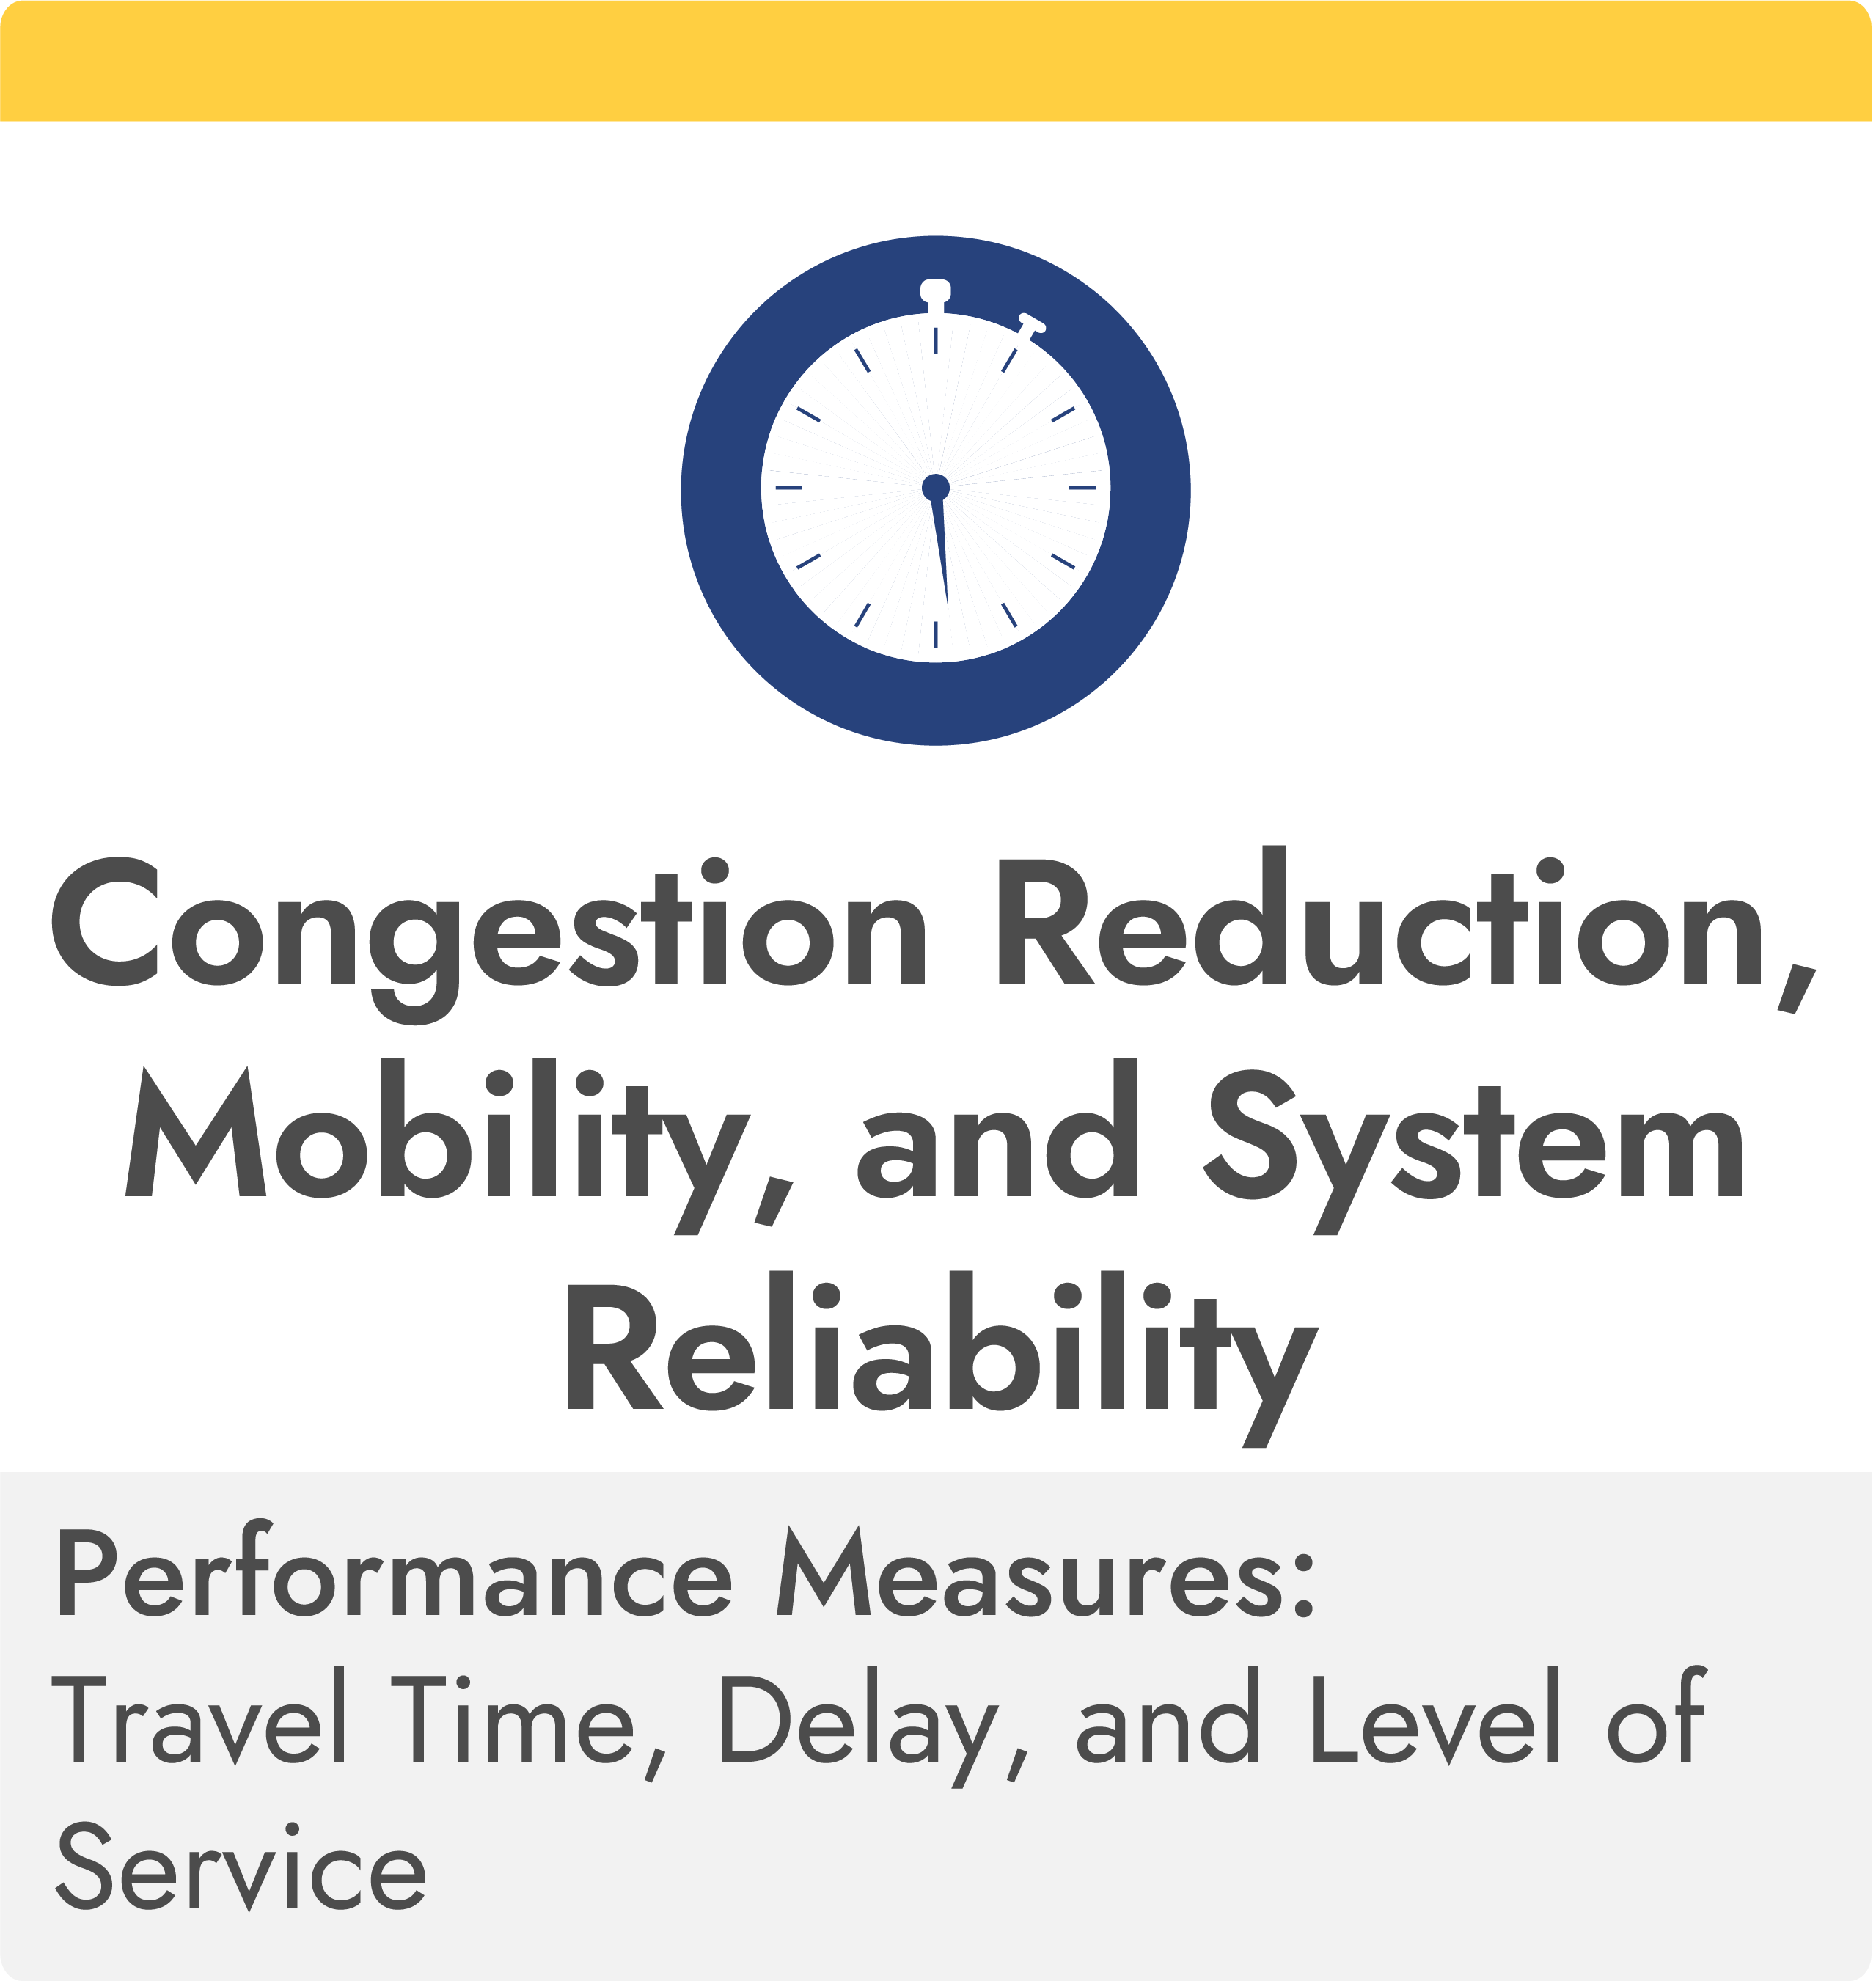 Congestion Reduction,
Mobility, and System
Reliability
Performance Measures:
Travel Time, Delay, and Level of
Service